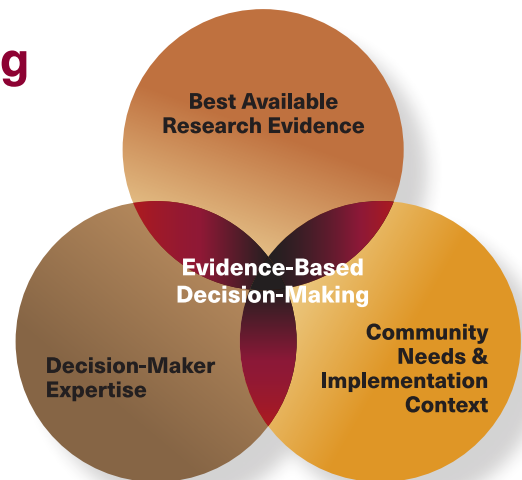 g
Best Available
Research Evidence
Evidence-Based
Decision-Making
Decision-Maker
Expertise
Community
Needs &
Implementation
Context